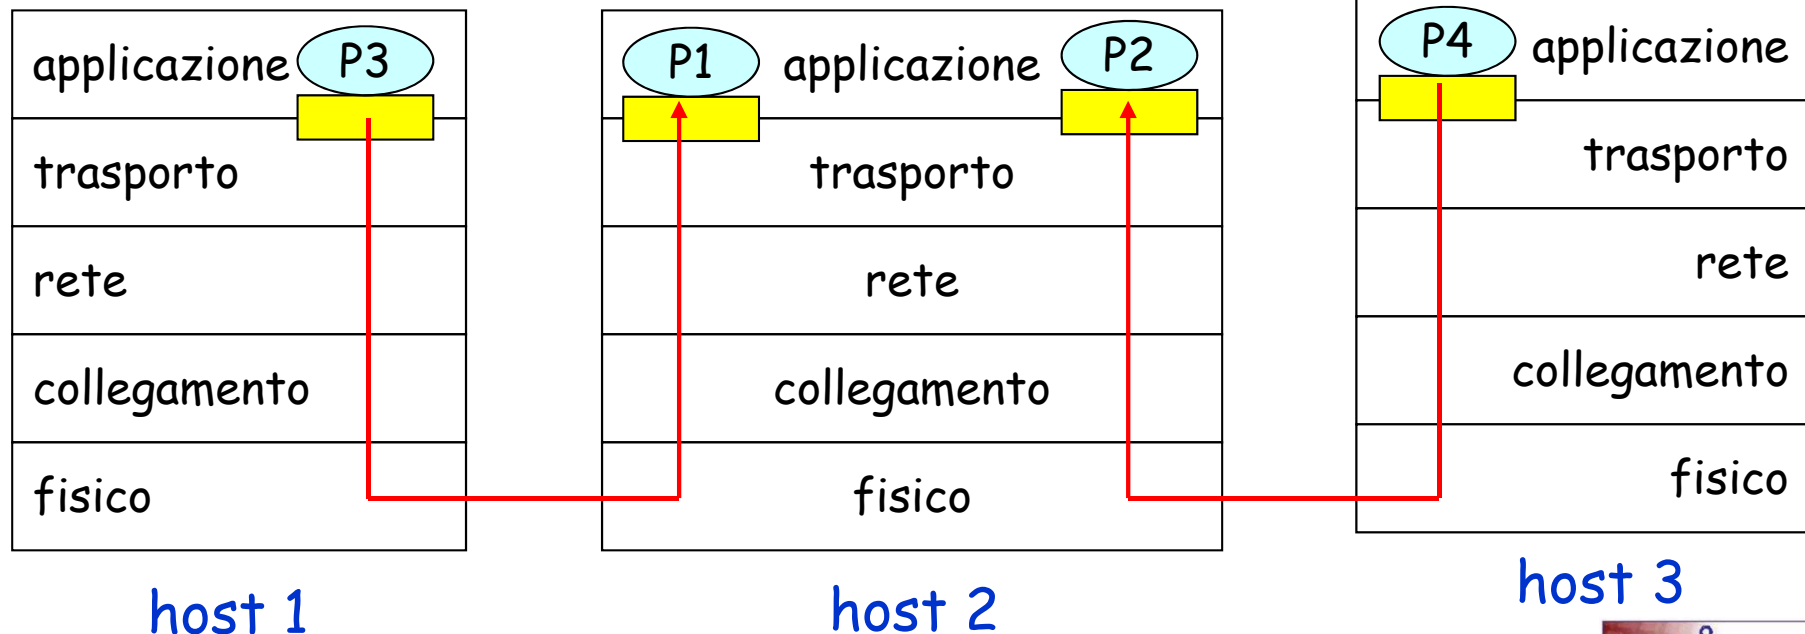 applicazione P3
trasporto
rete
collegamento
fisico
host 1
P1 applicazione P2
trasporto
rete
collegamento
fisico
host 2
P4 applicazione
trasporto
rete
collegamento
fisico
host 3